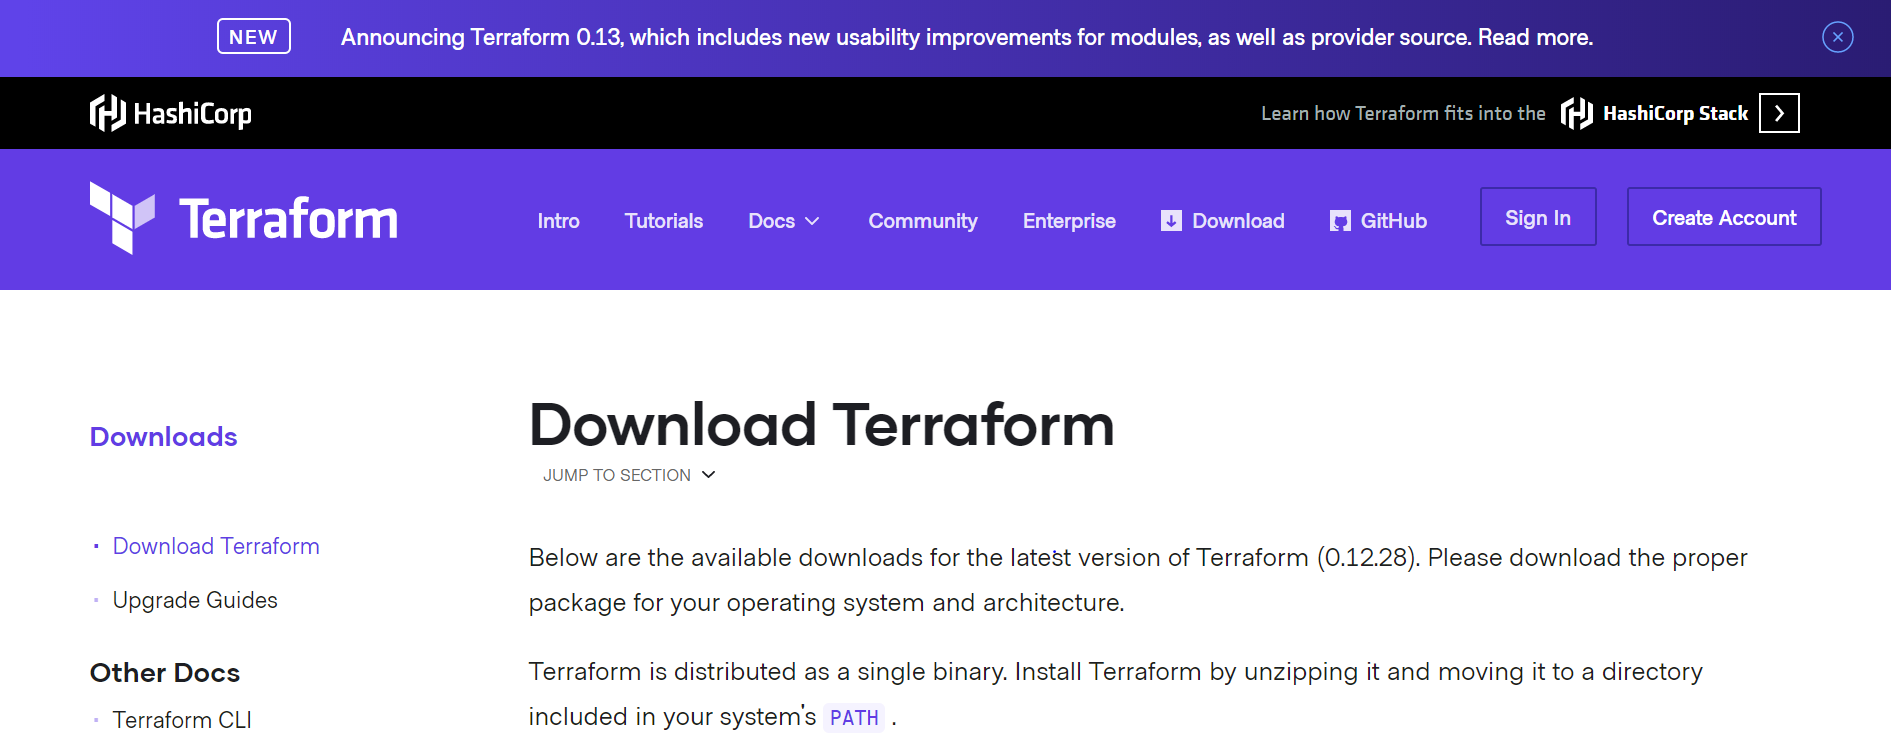 NEW Announcing Terraform 0.13, which includes new usability improvements for modules, as well as provider source. Read more.
HashiCorp Learn how Terraform fits into the HashiCorp Stack
Terraform Intro Tutorials Docs Community Enterprise Download GitHub Sign In Create Account
Downloads
Download Terraform
Upgrade Guides
Other Docs
Terraform CLI
Download Terraform
JUMP TO SECTION
Below are the available downloads for the latest version of Terraform (0.12.28). Please download the proper
package for your operating system and architecture.
Terraform is distributed as a single binary. Install Terraform by unzipping it and moving it to a directory
included in your system's PATH .